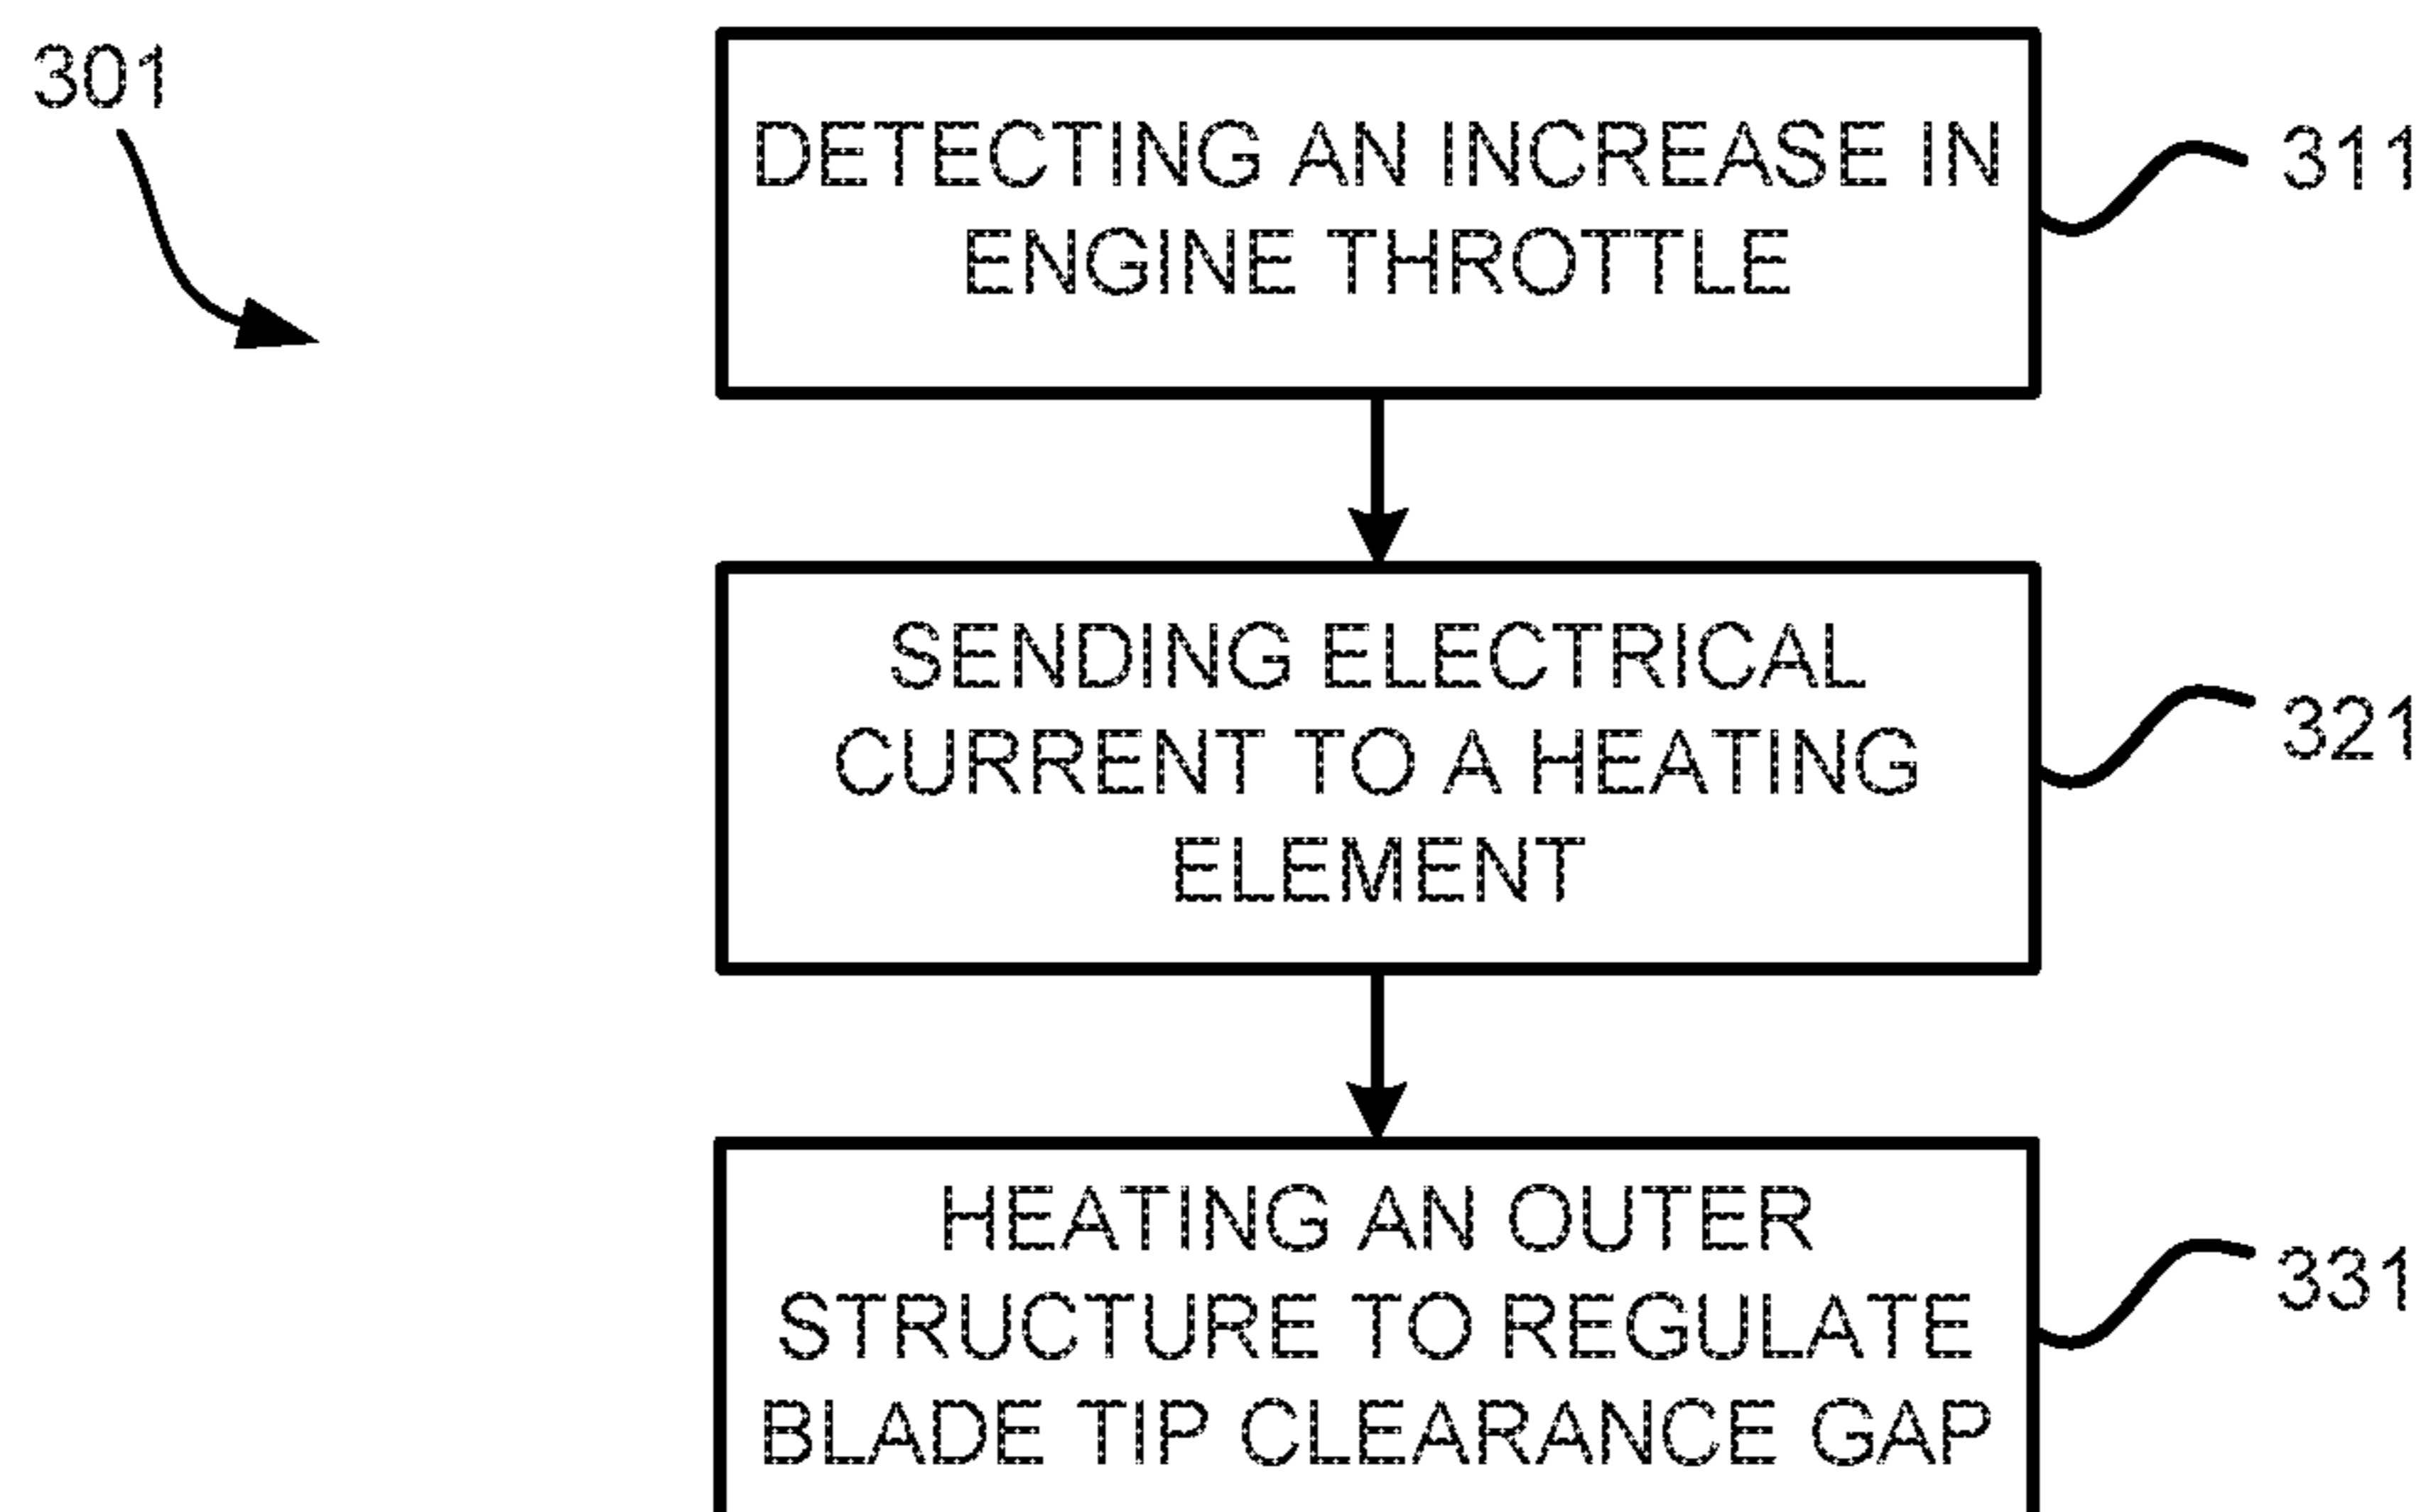 301
DETECTING AN INCREASE IN
ENGINE THROTTLE
311
SENDING ELECTRICAL
CURRENT TO A HEATING
ELEMENT
321
HEATING AN OUTER
STRUCTURE TO REGULATE
BLADE TIP CLEARANCE GAP
331